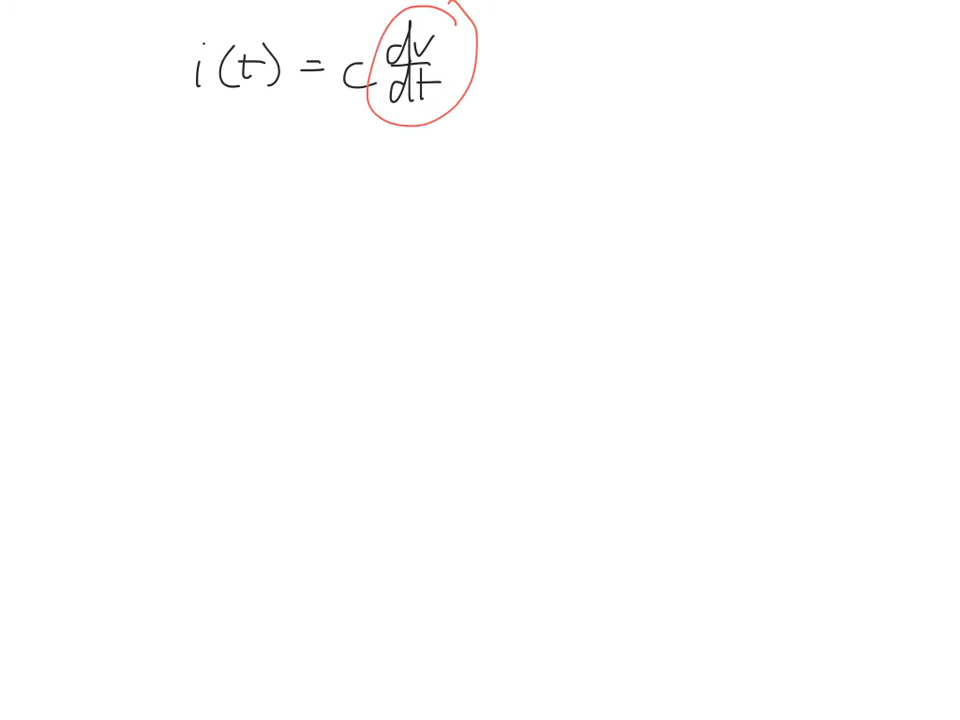 i(t) = c dv/dt